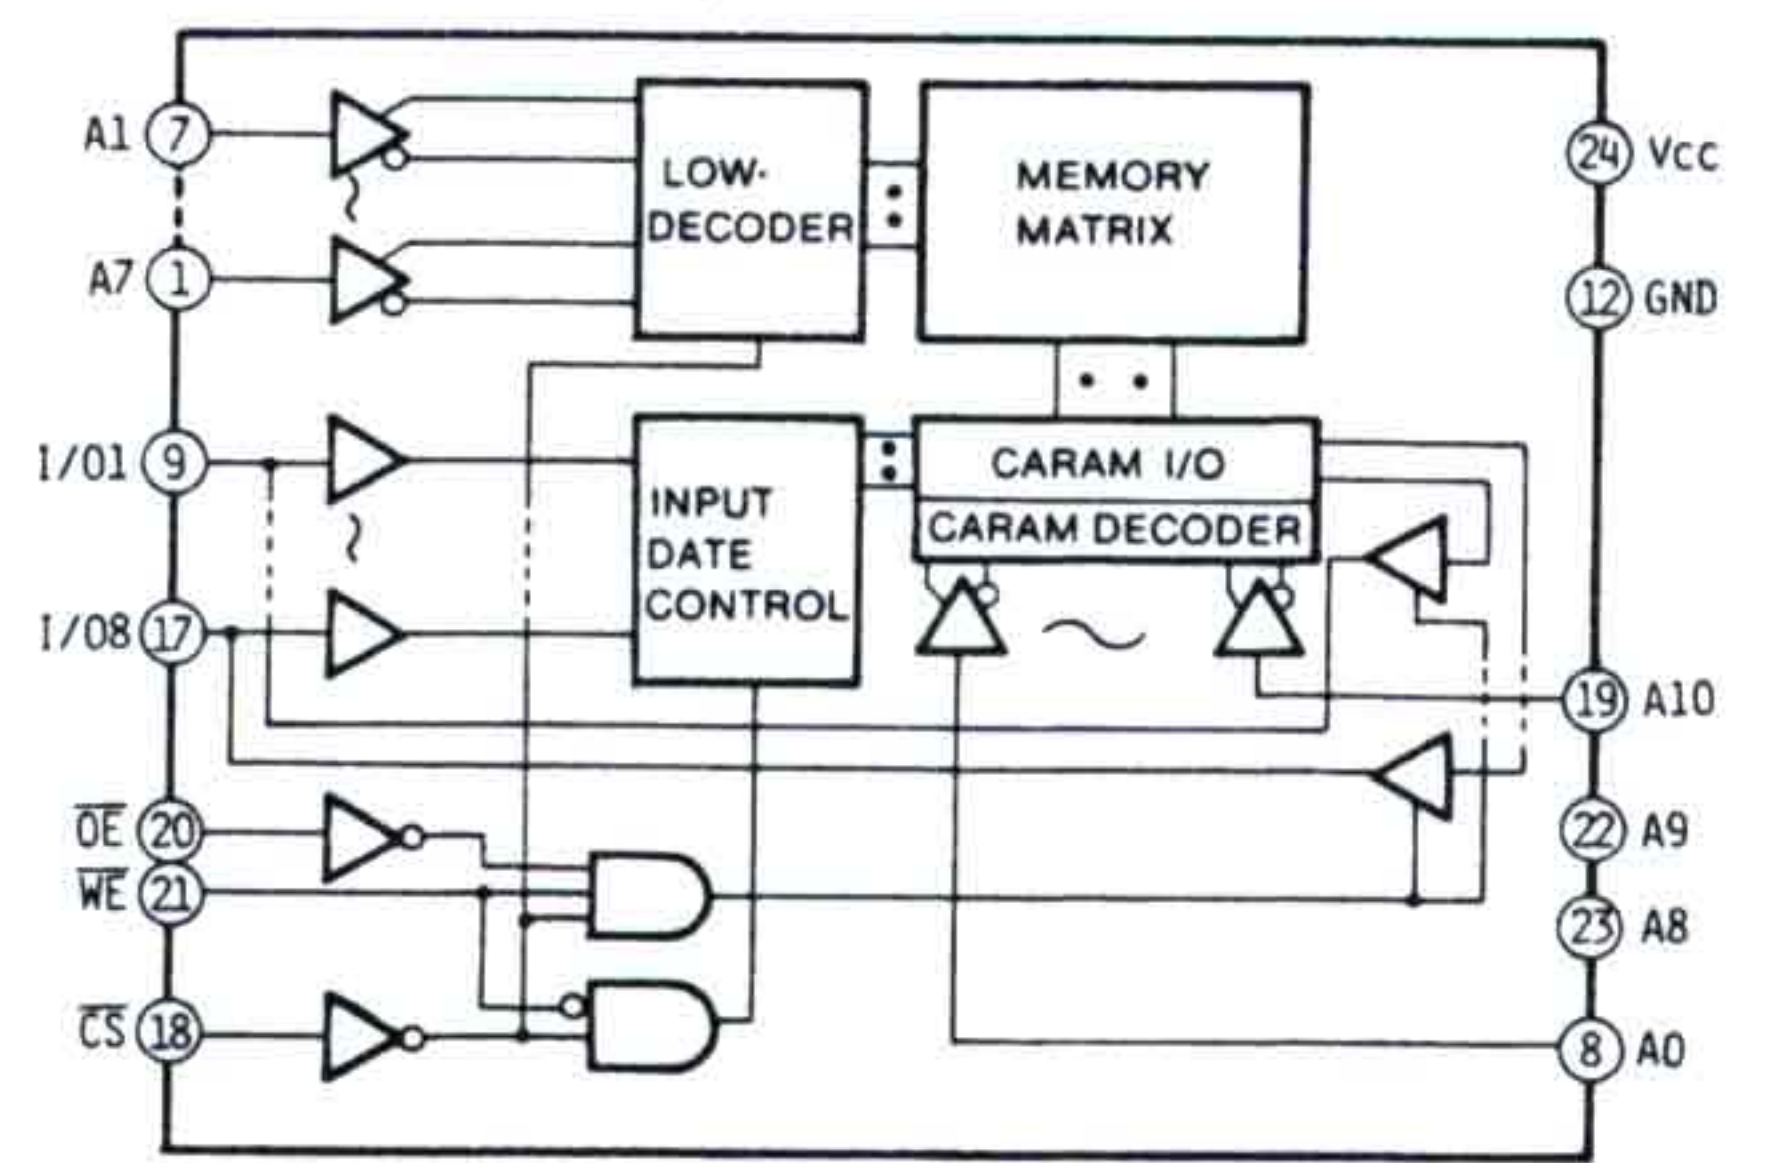 A1 7
A7 1
I/O1 9
I/O8 17
OE 20
WE 21
CS 18
LOW-
DECODER
MEMORY
MATRIX
INPUT
DATE
CONTROL
CARAM I/O
CARAM DECODER
24 Vcc
12 GND
19 A10
22 A9
23 A8
8 A0